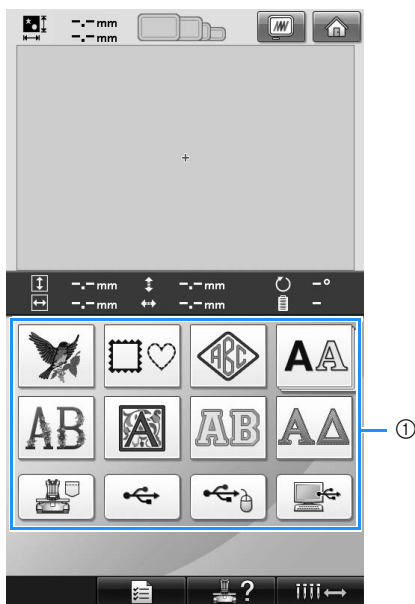 -.- mm
-.- mm
-.- mm -.- mm -°
-.- mm -.- mm -
ABC AA
AB A AB AΔ
①
?